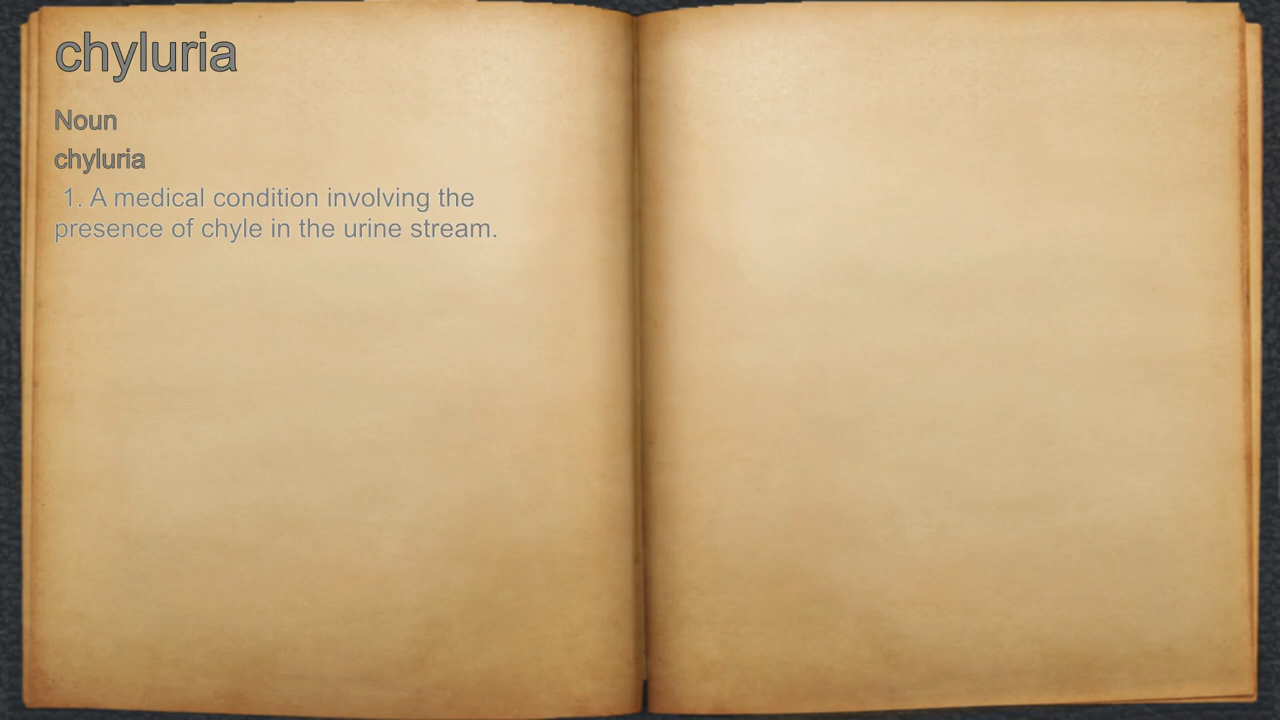 chyluria
Noun
chyluria
1. A medical condition involving the
presence of chyle in the urine stream.